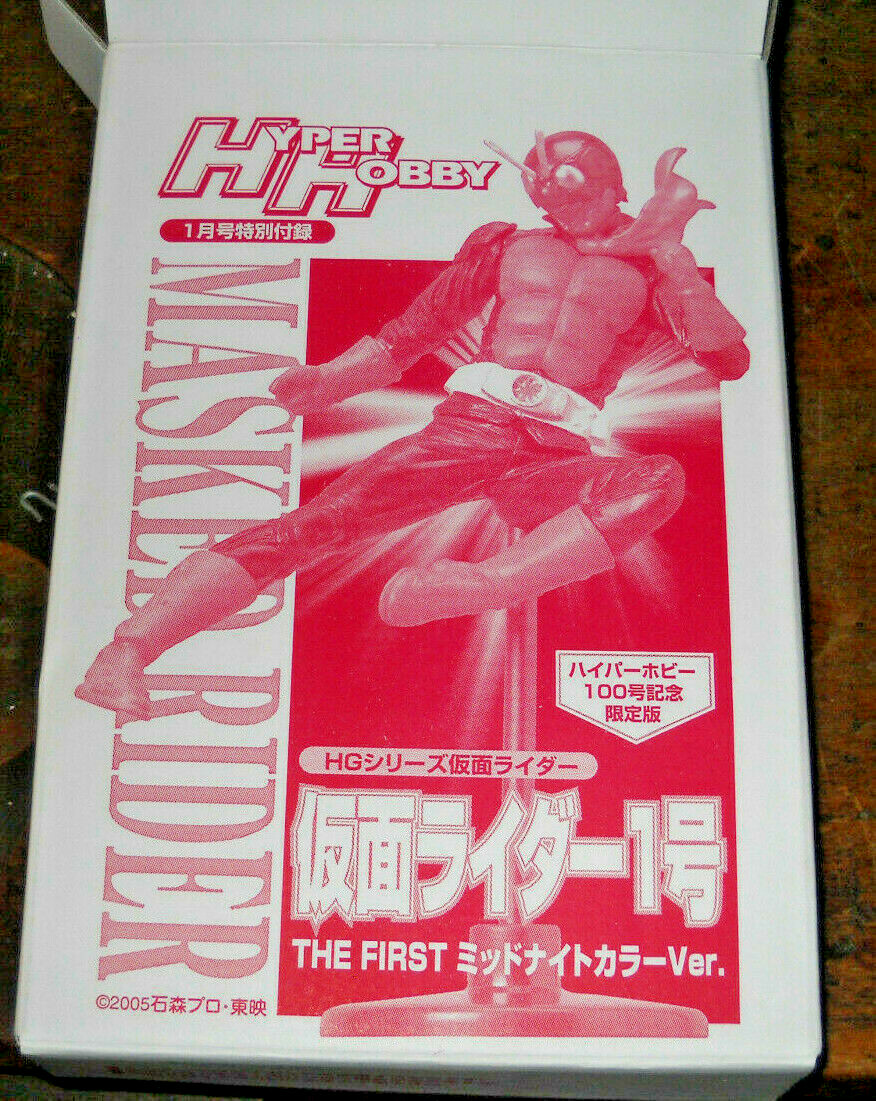 HYPER HOBBY
1月号特別付録
MASKED RIDER
ハイパーホビー
100号記念
限定版
HGシリーズ仮面ライダー
仮面ライダー1号
THE FIRST ミッドナイトカラーVer.
©2005石森プロ・東映